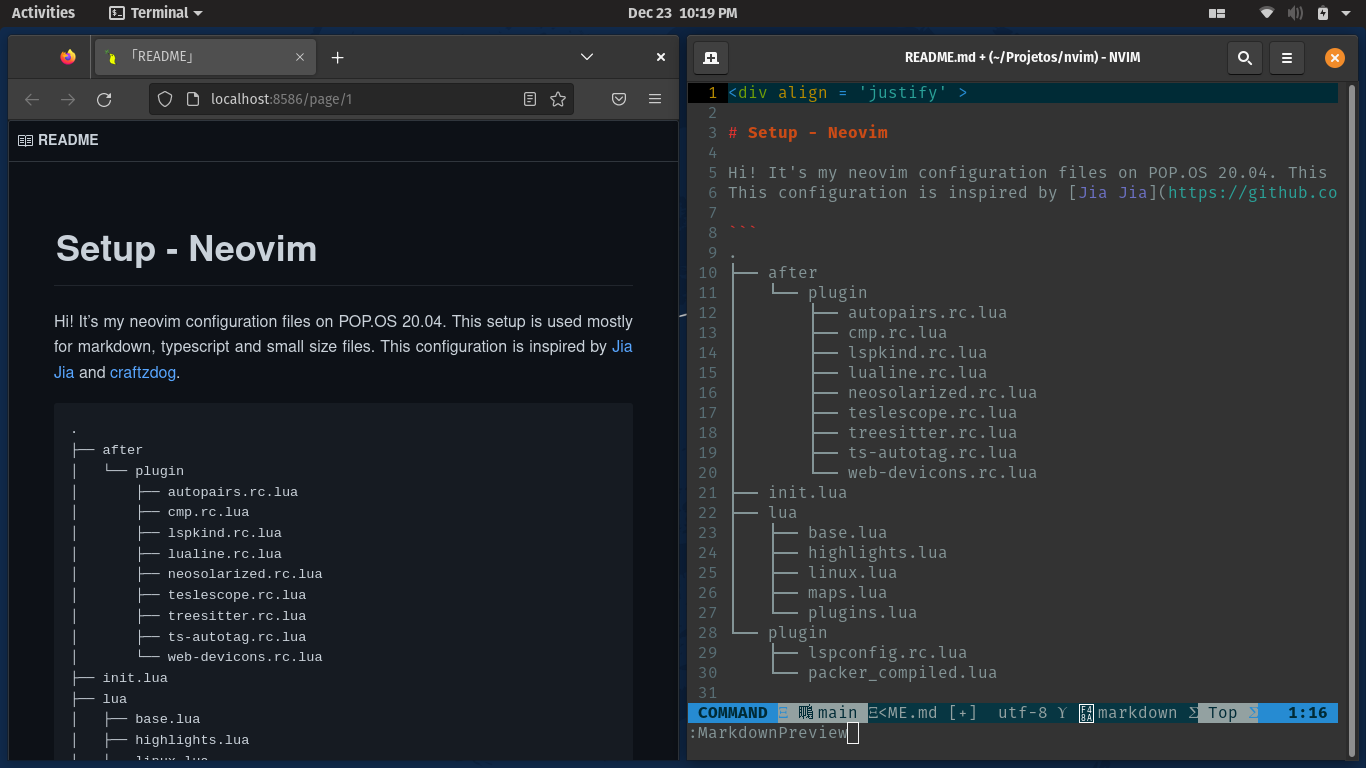 Activities
Terminal
Dec 23 10:19 PM
「README」
localhost:8586/page/1
README
Setup - Neovim
Hi! It's my neovim configuration files on POP.OS 20.04. This setup is used mostly
for markdown, typescript and small size files. This configuration is inspired by Jia
Jia and craftzdog.
.
├── after
│   └── plugin
│       ├── autopairs.rc.lua
│       ├── cmp.rc.lua
│       ├── lspkind.rc.lua
│       ├── lualine.rc.lua
│       ├── neosolarized.rc.lua
│       ├── teslescope.rc.lua
│       ├── treesitter.rc.lua
│       ├── ts-autotag.rc.lua
│       └── web-devicons.rc.lua
├── init.lua
├── lua
│   ├── base.lua
│   ├── highlights.lua
│   ├── linux.lua
README.md + (~/Projetos/nvim) - NVIM
1 <div align = 'justify' >
2
3 # Setup - Neovim
4
5 Hi! It's my neovim configuration files on POP.OS 20.04. This
6 This configuration is inspired by [Jia Jia](https://github.co
7
8 ```
9 .
10 ├── after
11 │   └── plugin
12 │       ├── autopairs.rc.lua
13 │       ├── cmp.rc.lua
14 │       ├── lspkind.rc.lua
15 │       ├── lualine.rc.lua
16 │       ├── neosolarized.rc.lua
17 │       ├── teslescope.rc.lua
18 │       ├── treesitter.rc.lua
19 │       ├── ts-autotag.rc.lua
20 │       └── web-devicons.rc.lua
21 ├── init.lua
22 ├── lua
23 │   ├── base.lua
24 │   ├── highlights.lua
25 │   ├── linux.lua
26 │   ├── maps.lua
27 │   └── plugins.lua
28 └── plugin
29     ├── lspconfig.rc.lua
30     └── packer_compiled.lua
31
COMMAND main <ME.md [+] utf-8 markdown Top 1:16
:MarkdownPreview